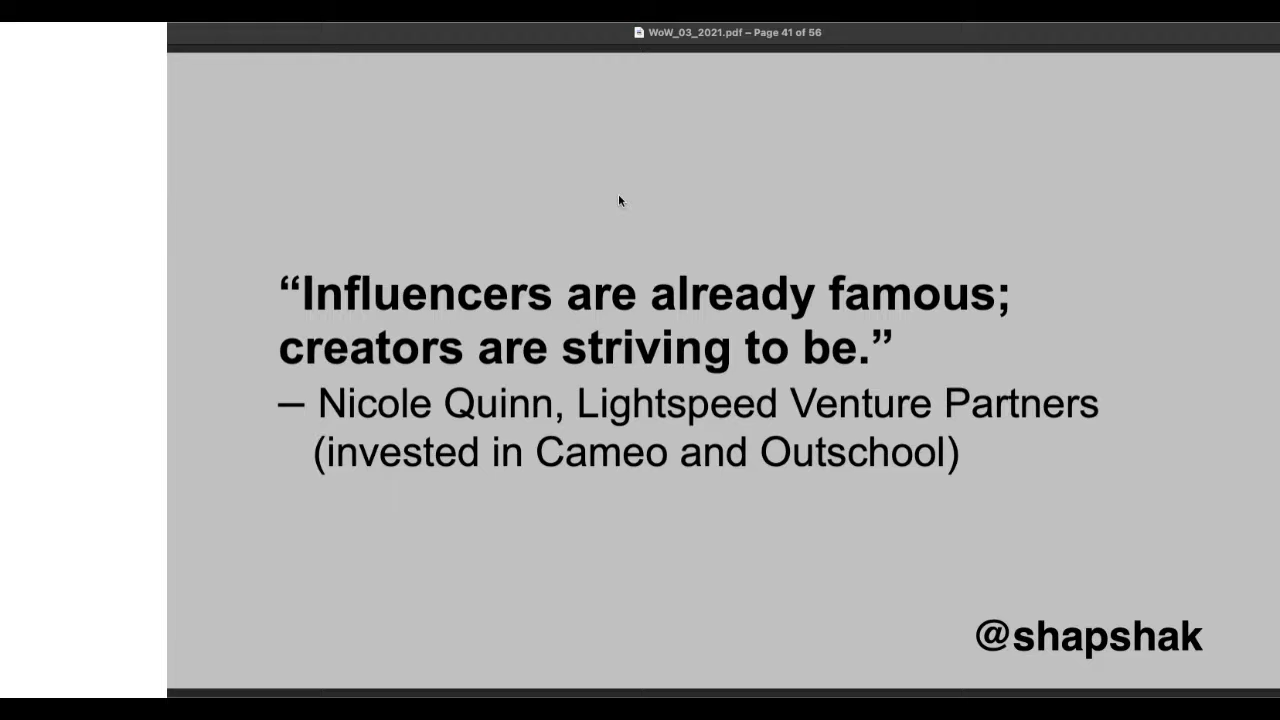 WoW_03_2021.pdf – Page 41 of 56
“Influencers are already famous;
creators are striving to be.”
– Nicole Quinn, Lightspeed Venture Partners
(invested in Cameo and Outschool)
@shapshak